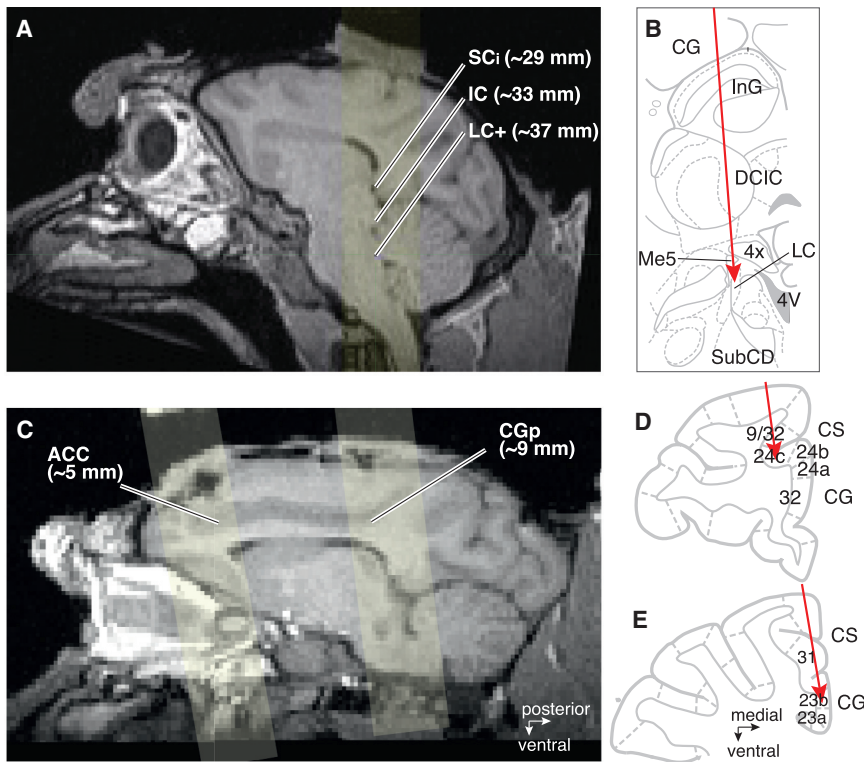 A
SCi (~29 mm)
IC (~33 mm)
LC+ (~37 mm)
B
CG
InG
DCIC
Me5
4x
LC
4V
SubCD
C
ACC
(~5 mm)
CGp
(~9 mm)
posterior
ventral
D
9/32
CS
24c
24b
24a
32
CG
E
CS
31
23b
CG
23a
medial
ventral